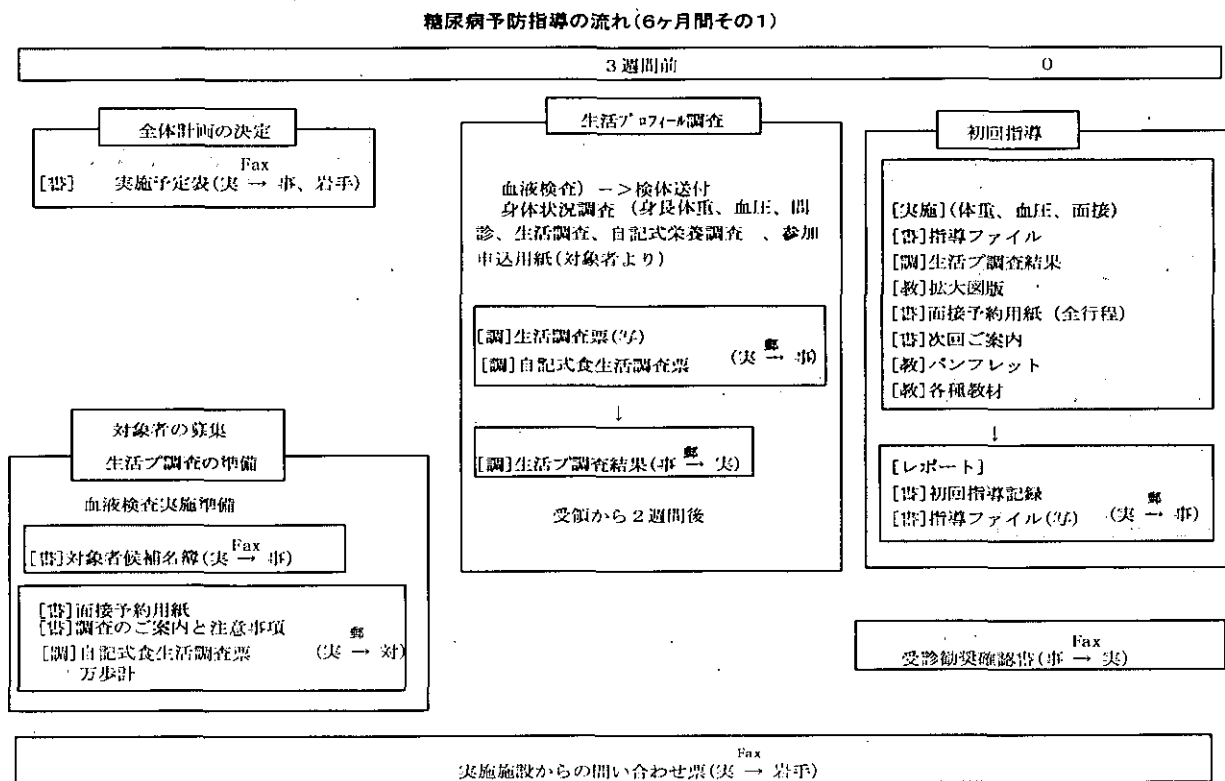 糖尿病予防指導の流れ(6ヶ月間その1)
3週間前 0
全体計画の決定
Fax
[書] 実施予定表(実 → 事、岩手)
対象者の募集
生活プ調査の準備
血液検査実施準備
Fax
[書]対象者候補名簿(実 → 事)
[書]面接予約用紙
[書]調査のご案内と注意事項
郵
[調]自記式食生活調査票 (実 → 対)
万歩計
生活プロフィール調査
血液検査) ->検体送付
身体状況調査 (身長体重、血圧、問
診、生活調査、自記式栄養調査 、参加
申込用紙(対象者より)
[調]生活調査票(写)
郵
[調]自記式食生活調査票 (実 → 事)
↓
郵
[調]生活プ調査結果(事 → 実)
受領から2週間後
初回指導
[実施](体重、血圧、面接)
[書]指導ファイル
[調]生活プ調査結果
[教]拡大図版
[書]面接予約用紙 (全行程)
[書]次回ご案内
[教]パンフレット
[教]各種教材
↓
[レポート]
[書]初回指導記録
郵
[書]指導ファイル(写) (実 → 事)
Fax
受診勧奨確認書(事 → 実)
Fax
実施施設からの問い合わせ票(実 → 岩手)